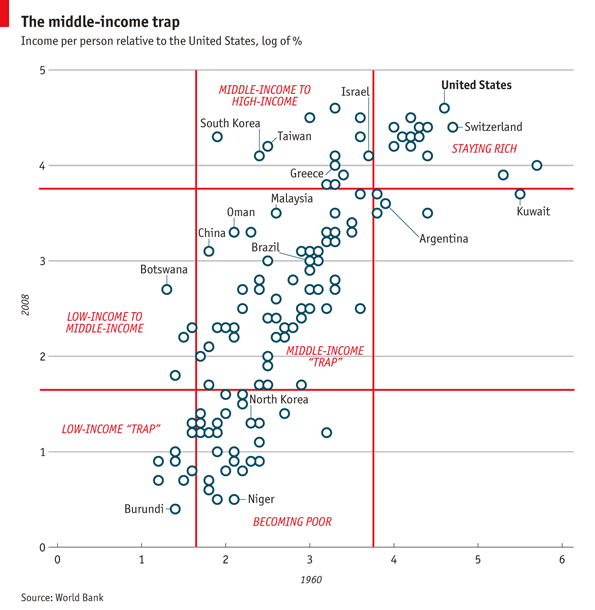 The middle-income trap
Income per person relative to the United States, log of %
5
MIDDLE-INCOME TO
HIGH-INCOME
Israel
United States
South Korea
Taiwan
Switzerland
STAYING RICH
4
Greece
Malaysia
Kuwait
Oman
China
Argentina
Brazil
3
Botswana
2008
LOW-INCOME TO
MIDDLE-INCOME
MIDDLE-INCOME
“TRAP”
2
North Korea
LOW-INCOME “TRAP”
1
Niger
Burundi
BECOMING POOR
0
0 1 2 3 4 5 6
1960
Source: World Bank